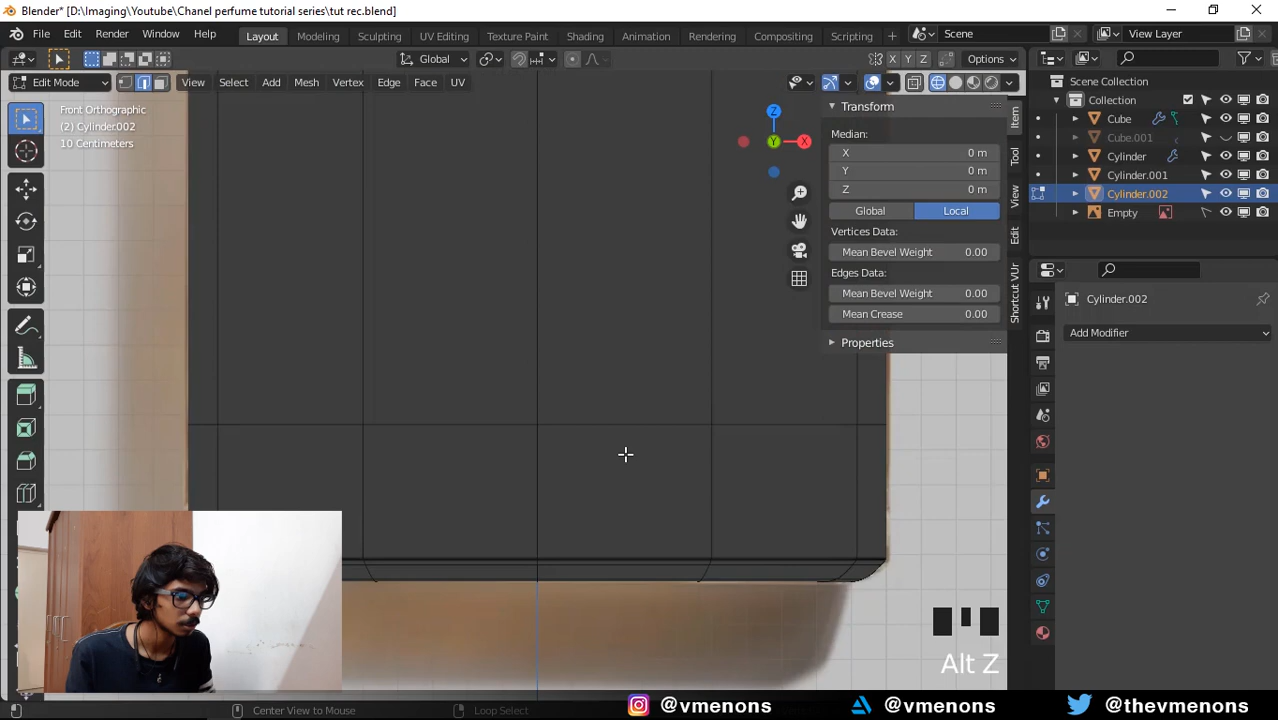 Blender* [D:\Imaging\Youtube\Chanel perfume tutorial series\tut rec.blend]
File Edit Render Window Help Layout Modeling Sculpting UV Editing Texture Paint Shading Animation Rendering Compositing Scripting + Scene View Layer
Global X Y Z Options
Edit Mode View Select Add Mesh Vertex Edge Face UV
Front Orthographic
(2) Cylinder.002
10 Centimeters
Z
Y
X
Transform
Median:
X 0 m
Y 0 m
Z 0 m
Global Local
Vertices Data:
Mean Bevel Weight 0.00
Edges Data:
Mean Bevel Weight 0.00
Mean Crease 0.00
Properties
Item
Tool
View
Edit
Shortcut VUr
Scene Collection
Collection
Cube
Cube.001
Cylinder
Cylinder.001
Cylinder.002
Empty
Cylinder.002
Add Modifier
Alt Z
@vmenons @vmenons @thevmenons
Center View to Mouse Loop Select